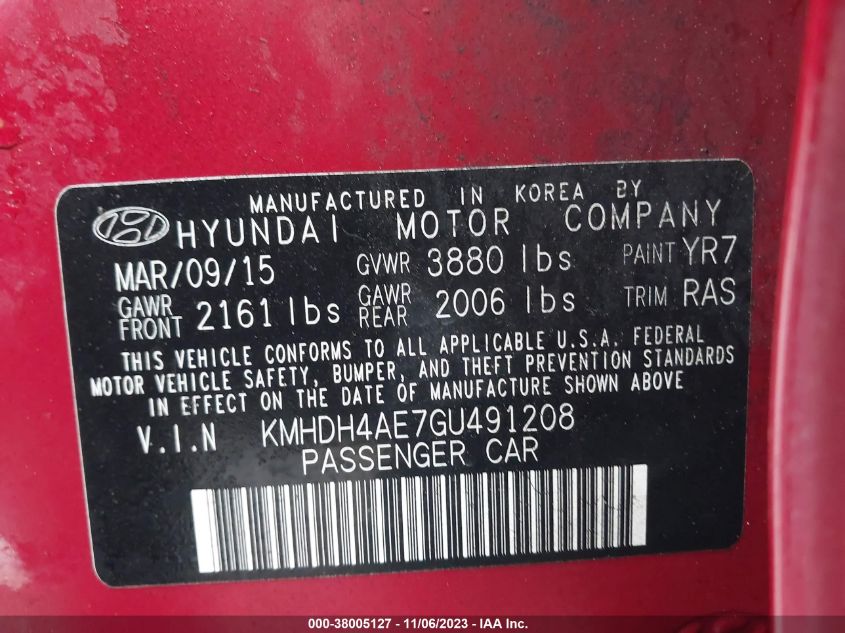 MANUFACTURED IN KOREA BY
HYUNDAI MOTOR COMPANY
MAR/09/15 GVWR 3880 lbs PAINT YR7
GAWR FRONT 2161 lbs GAWR REAR 2006 lbs TRIM RAS
THIS VEHICLE CONFORMS TO ALL APPLICABLE U.S.A. FEDERAL
MOTOR VEHICLE SAFETY, BUMPER, AND THEFT PREVENTION STANDARDS
IN EFFECT ON THE DATE OF MANUFACTURE SHOWN ABOVE
V.I.N KMHDH4AE7GU491208
PASSENGER CAR
000-38005127 - 11/06/2023 - IAA Inc.